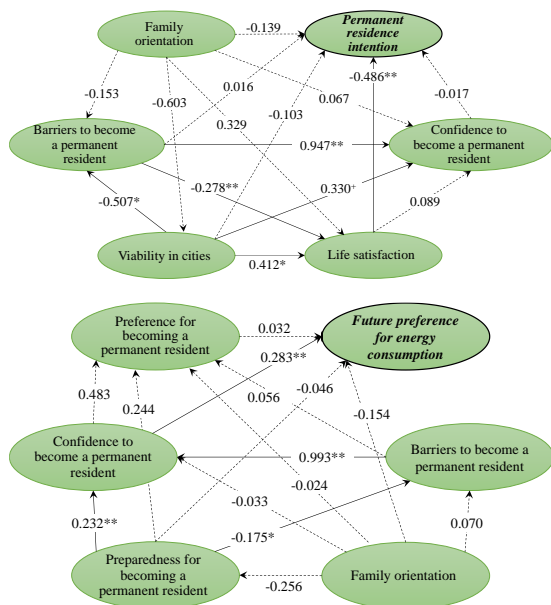 Family
orientation
-0.139
Permanent
residence
intention
-0.153
0.016
-0.486**
-0.603
0.067
-0.017
-0.103
0.329
Barriers to become
a permanent
resident
0.947**
Confidence to
become a permanent
resident
-0.278**
0.330⁺
-0.507*
0.089
Viability in cities
0.412*
Life satisfaction
Preference for
becoming a
permanent resident
0.032
Future preference
for energy
consumption
0.283**
-0.046
0.483
0.056
0.244
-0.154
Confidence to
become a permanent
resident
0.993**
Barriers to become a
permanent resident
-0.024
-0.033
0.232**
-0.175*
0.070
Preparedness for
becoming a
permanent resident
-0.256
Family orientation